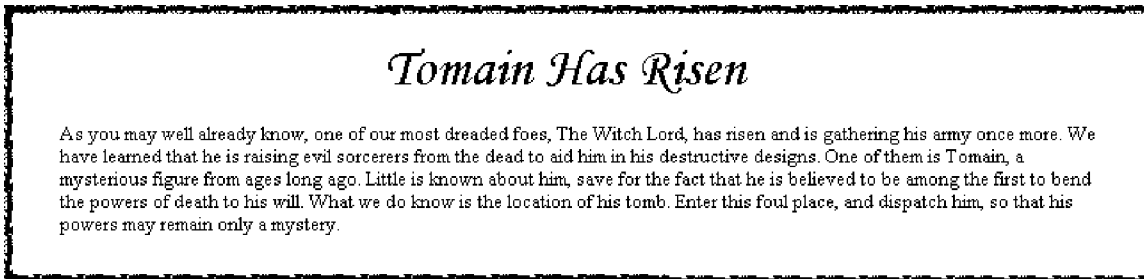 Tomain Has Risen
As you may well already know, one of our most dreaded foes, The Witch Lord, has risen and is gathering his army once more. We
have learned that he is raising evil sorcerers from the dead to aid him in his destructive designs. One of them is Tomain, a
mysterious figure from ages long ago. Little is known about him, save for the fact that he is believed to be among the first to bend
the powers of death to his will. What we do know is the location of his tomb. Enter this foul place, and dispatch him, so that his
powers may remain only a mystery.